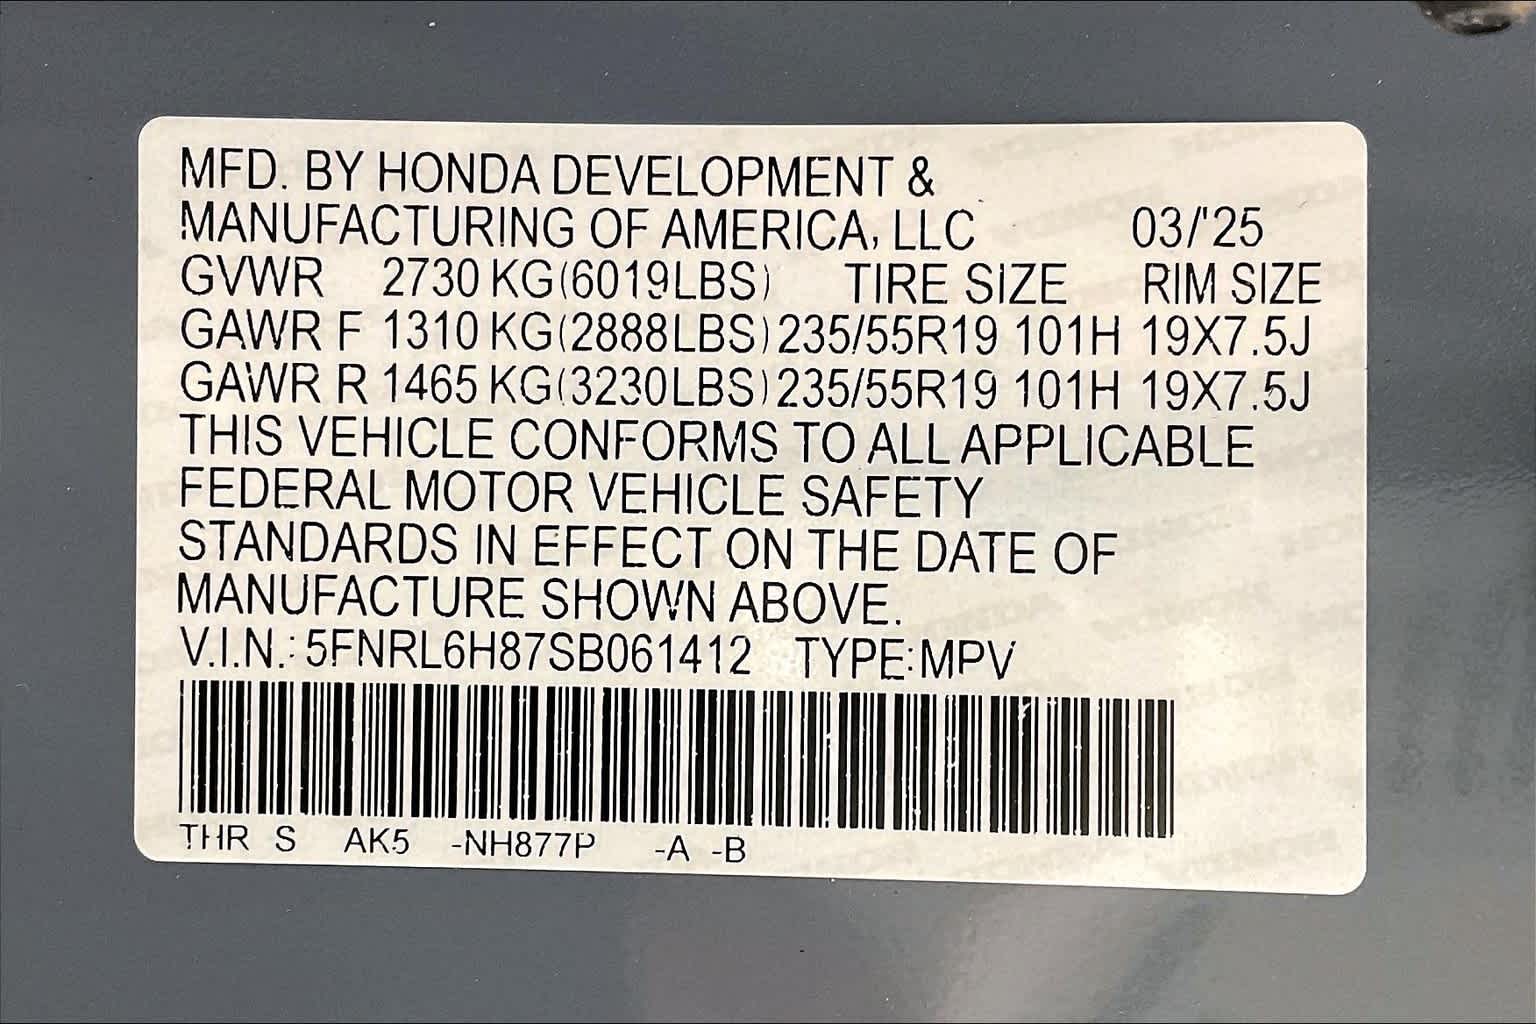 MFD. BY HONDA DEVELOPMENT &
MANUFACTURING OF AMERICA, LLC 03/'25
GVWR 2730 KG(6019LBS) TIRE SIZE RIM SIZE
GAWR F 1310 KG(2888LBS) 235/55R19 101H 19X7.5J
GAWR R 1465 KG(3230LBS) 235/55R19 101H 19X7.5J
THIS VEHICLE CONFORMS TO ALL APPLICABLE
FEDERAL MOTOR VEHICLE SAFETY
STANDARDS IN EFFECT ON THE DATE OF
MANUFACTURE SHOWN ABOVE.
V.I.N.: 5FNRL6H87SB061412 TYPE:MPV
THR S AK5 -NH877P -A -B